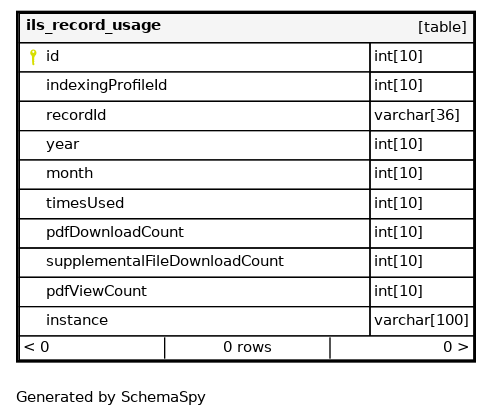 ils_record_usage [table]
id int[10]
indexingProfileId int[10]
recordId varchar[36]
year int[10]
month int[10]
timesUsed int[10]
pdfDownloadCount int[10]
supplementalFileDownloadCount int[10]
pdfViewCount int[10]
instance varchar[100]
< 0 0 rows 0 >
Generated by SchemaSpy